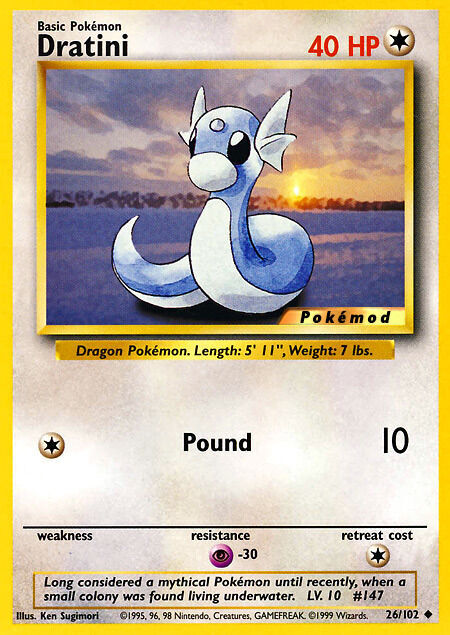 Basic Pokémon
Dratini
40 HP
Pokémod
Dragon Pokémon. Length: 5' 11", Weight: 7 lbs.
Pound 10
weakness resistance retreat cost
-30
Long considered a mythical Pokémon until recently, when a
small colony was found living underwater. LV. 10 #147
Illus. Ken Sugimori ©1995, 96, 98 Nintendo, Creatures, GAMEFREAK. ©1999 Wizards. 26/102